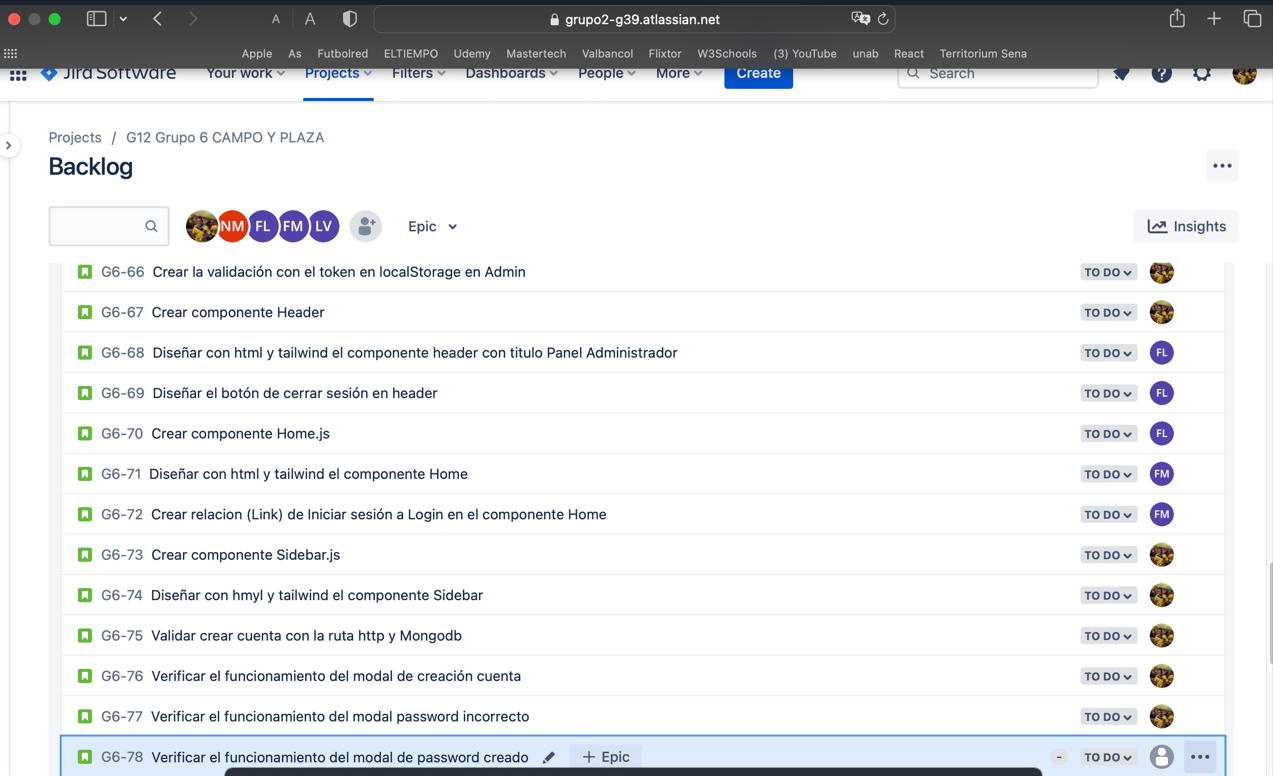 A A grupo2-g39.atlassian.net
Apple As Futbolred ELTIEMPO Udemy Mastertech Valbancol Flixtor W3Schools (3) YouTube unab React Territorium Sena
Jira Software Your work Projects Filters Dashboards People More Create Search
Projects / G12 Grupo 6 CAMPO Y PLAZA
Backlog
NM FL FM LV Epic Insights
G6-66 Crear la validación con el token en localStorage en Admin TO DO
G6-67 Crear componente Header TO DO
G6-68 Diseñar con html y tailwind el componente header con titulo Panel Administrador TO DO FL
G6-69 Diseñar el botón de cerrar sesión en header TO DO FL
G6-70 Crear componente Home.js TO DO FL
G6-71 Diseñar con html y tailwind el componente Home TO DO FM
G6-72 Crear relacion (Link) de Iniciar sesión a Login en el componente Home TO DO FM
G6-73 Crear componente Sidebar.js TO DO
G6-74 Diseñar con hmyl y tailwind el componente Sidebar TO DO
G6-75 Validar crear cuenta con la ruta http y Mongodb TO DO
G6-76 Verificar el funcionamiento del modal de creación cuenta TO DO
G6-77 Verificar el funcionamiento del modal password incorrecto TO DO
G6-78 Verificar el funcionamiento del modal de password creado + Epic - TO DO